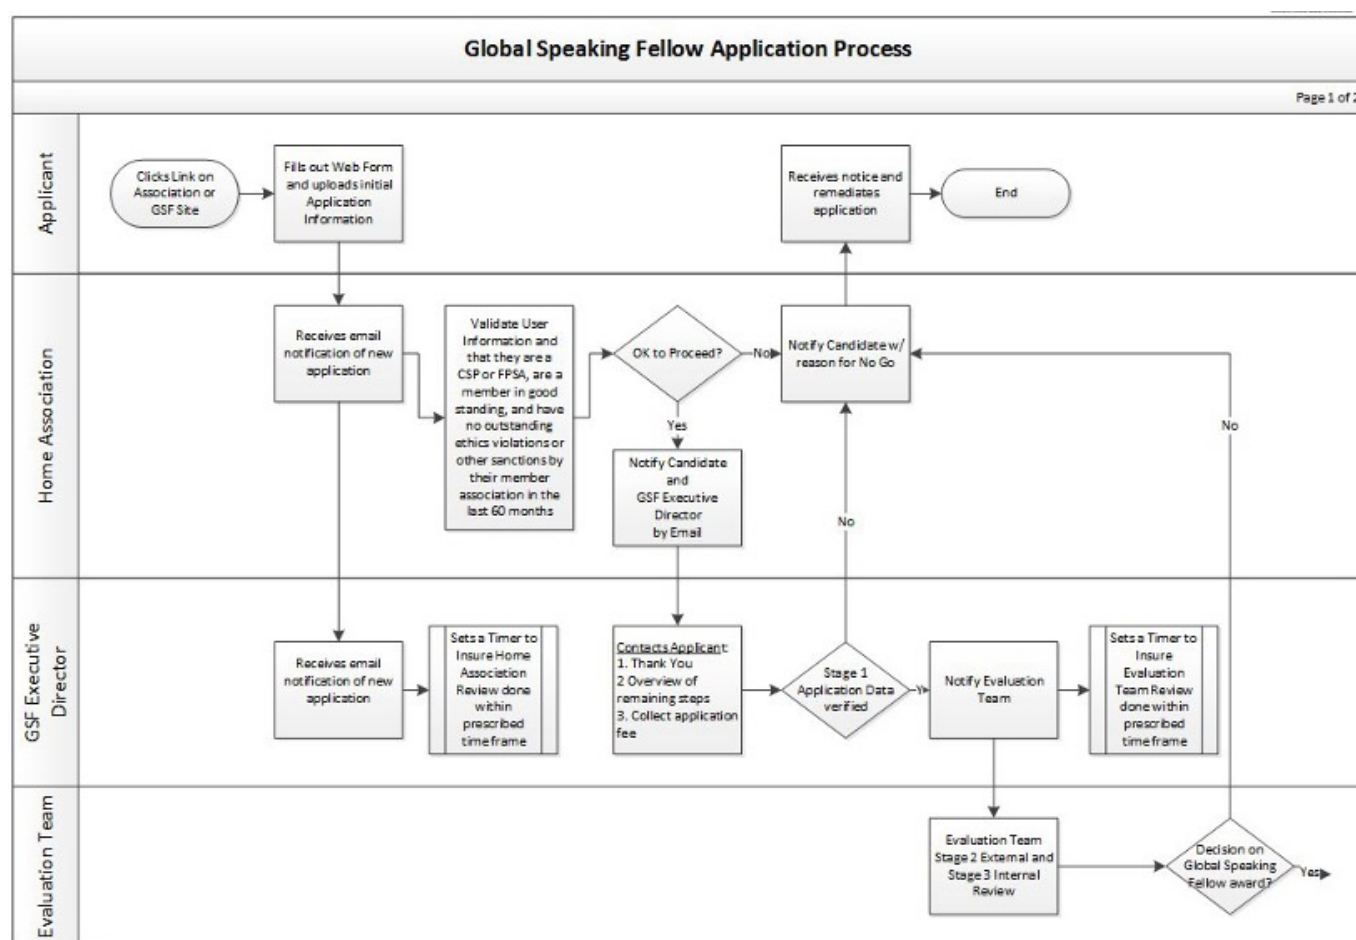 Global Speaking Fellow Application Process
Page 1 of 2
Applicant
Clicks Link on
Association or
GSF Site
Fills out Web Form
and uploads initial
Application
Information
Receives notice and
remediates
application
End
Home Association
Receives email
notification of new
application
Validate User
Information and
that they are a
CSP or FPSA, are a
member in good
standing, and have
no outstanding
ethics violations or
other sanctions by
their member
association in the
last 60 months
OK to Proceed?
No
Notify Candidate w/
reason for No Go
Yes
Notify Candidate
and
GSF Executive
Director
by Email
No
No
GSF Executive
Director
Receives email
notification of new
application
Sets a Timer to
Insure Home
Association
Review done
within
prescribed
timeframe
Contacts Applicant:
1. Thank You
2 Overview of
remaining steps
3. Collect application
fee
Stage 1
Application Data
verified
Y
Notify Evaluation
Team
Sets a Timer to
Insure
Evaluation
Team Review
done within
prescribed
timeframe
Evaluation Team
Evaluation Team
Stage 2 External and
Stage 3 Internal
Review
Decision on
Global Speaking
Fellow award?
Yes